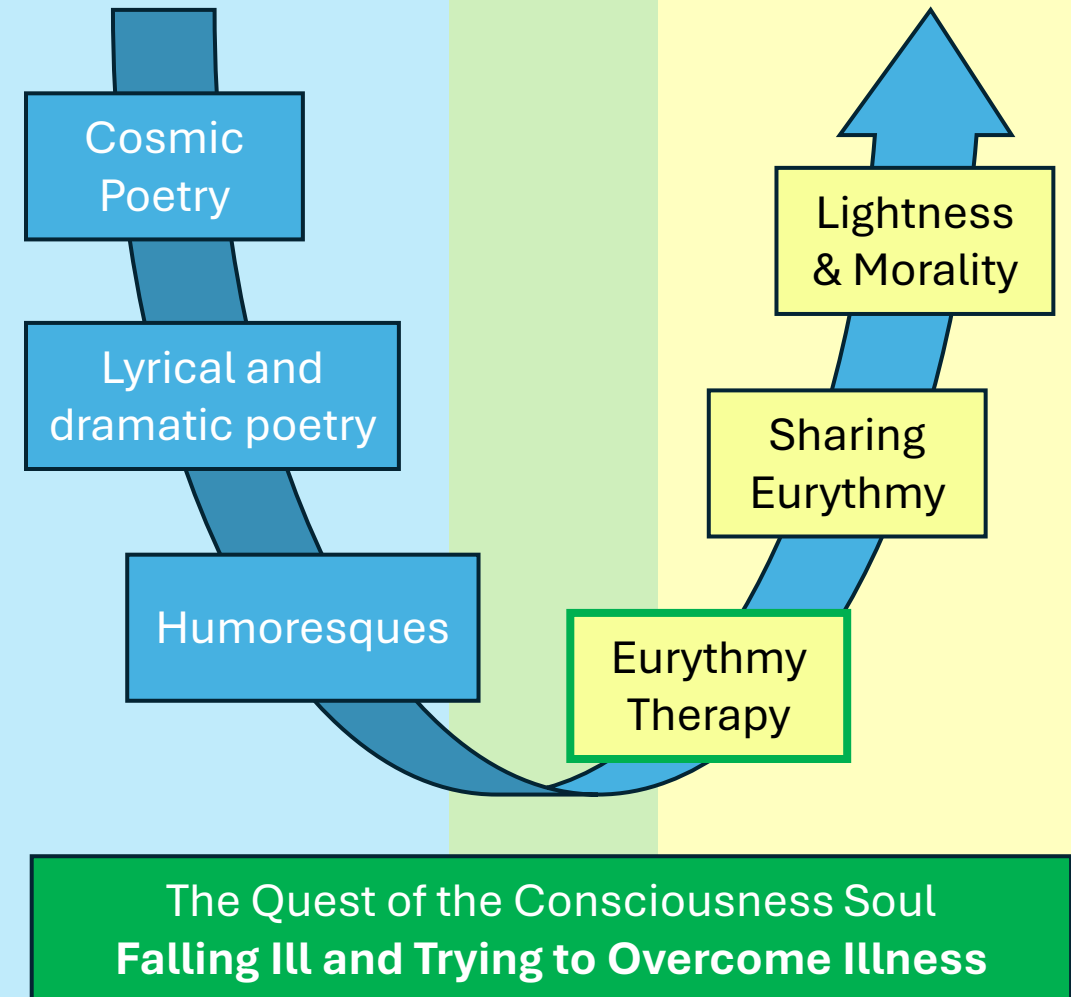 Cosmic
Poetry
Lyrical and
dramatic poetry
Humoresques
Eurythmy
Therapy
Sharing
Eurythmy
Lightness
& Morality
The Quest of the Consciousness Soul
Falling Ill and Trying to Overcome Illness